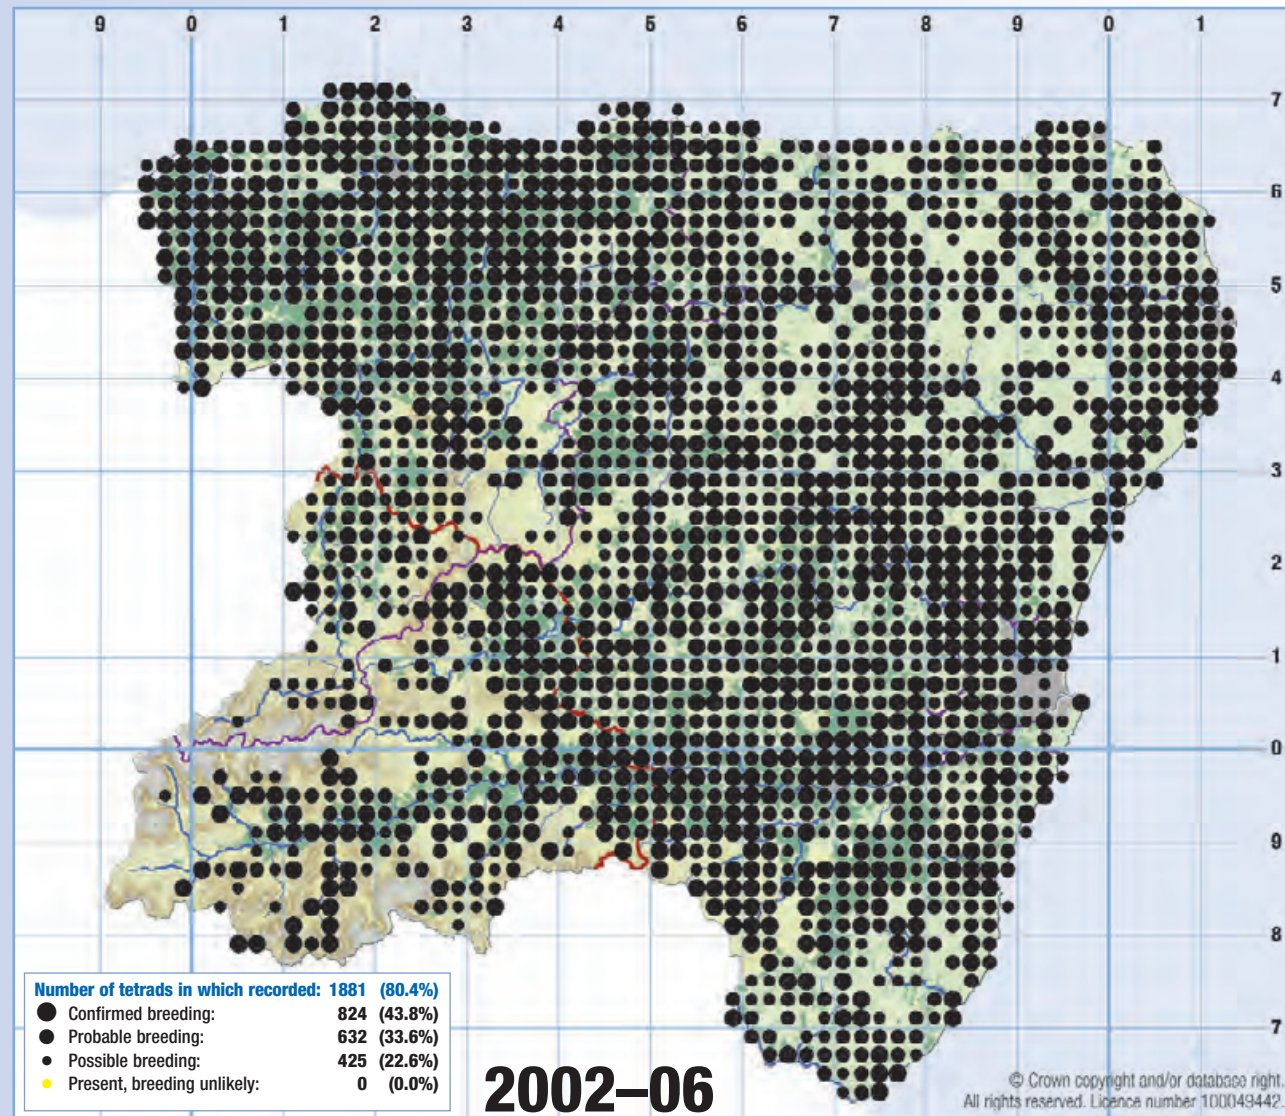 9 0 1 2 3 4 5 6 7 8 9 0 1
7
6
5
4
3
2
1
0
9
8
7
Number of tetrads in which recorded: 1881 (80.4%)
Confirmed breeding: 824 (43.8%)
Probable breeding: 632 (33.6%)
Possible breeding: 425 (22.6%)
Present, breeding unlikely: 0 (0.0%)
2002–06
© Crown copyright and/or database right.
All rights reserved. Licence number 100049442.